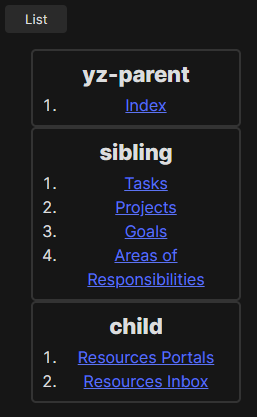 List
yz-parent
1. Index
sibling
1. Tasks
2. Projects
3. Goals
4. Areas of
Responsibilities
child
1. Resources Portals
2. Resources Inbox